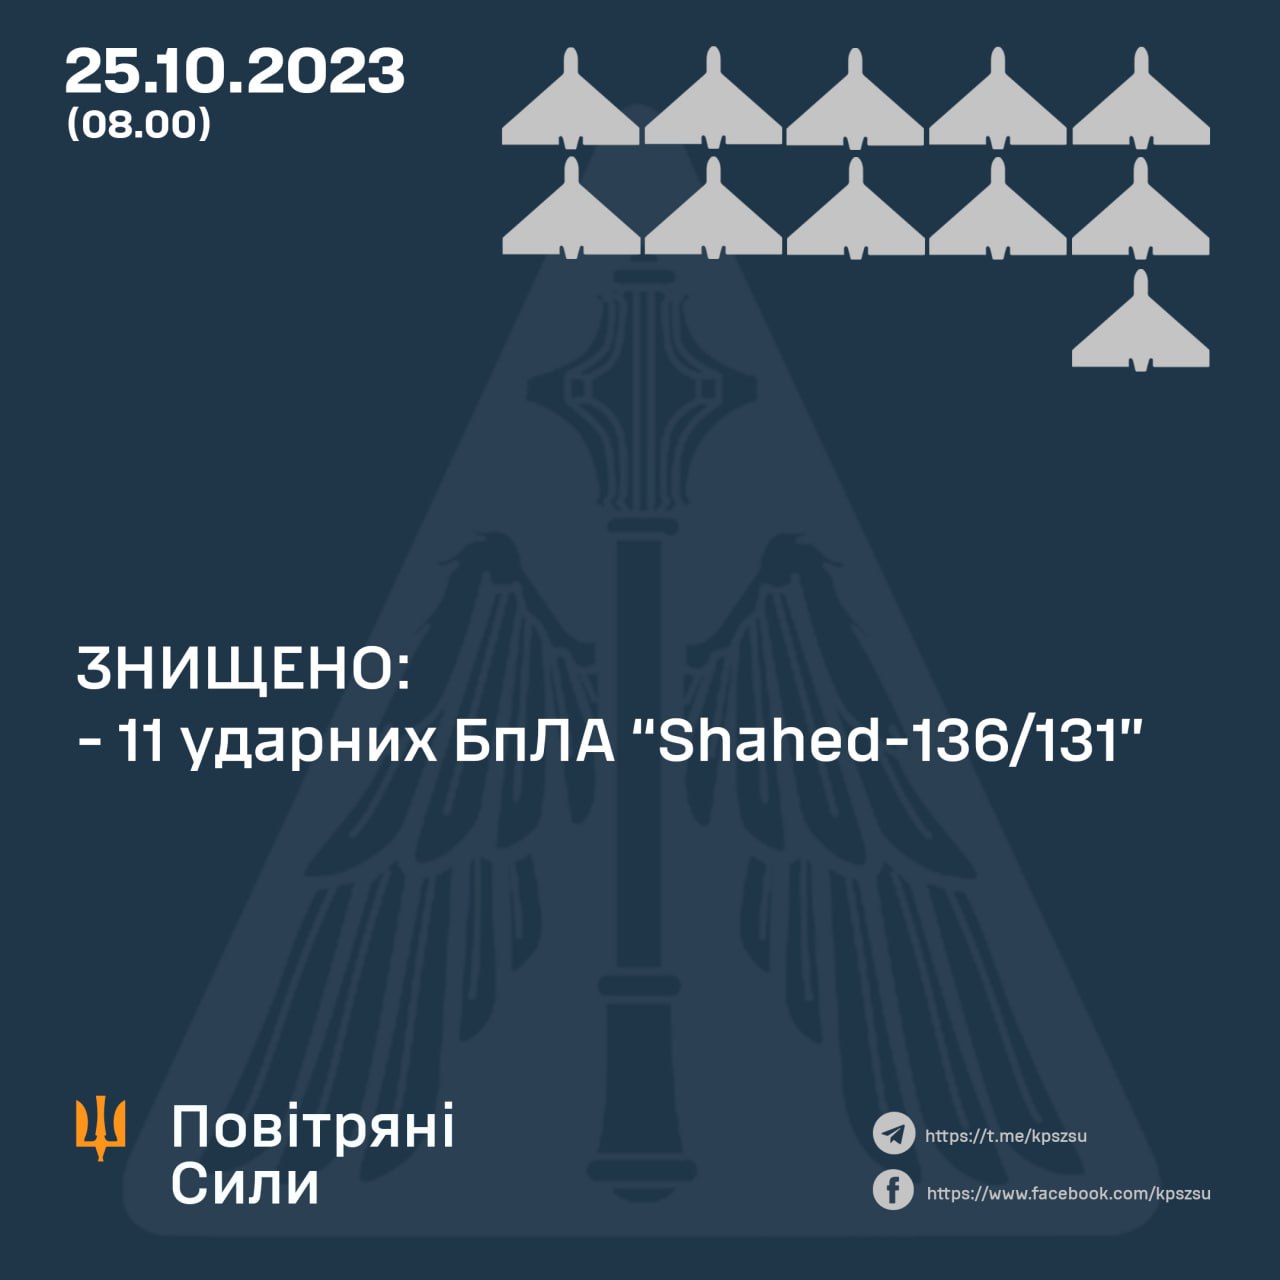 25.10.2023
(08.00)
ЗНИЩЕНО:
- 11 ударних БпЛА “Shahed-136/131”
Повітряні
Сили
https://t.me/kpszsu
https://www.facebook.com/kpszsu